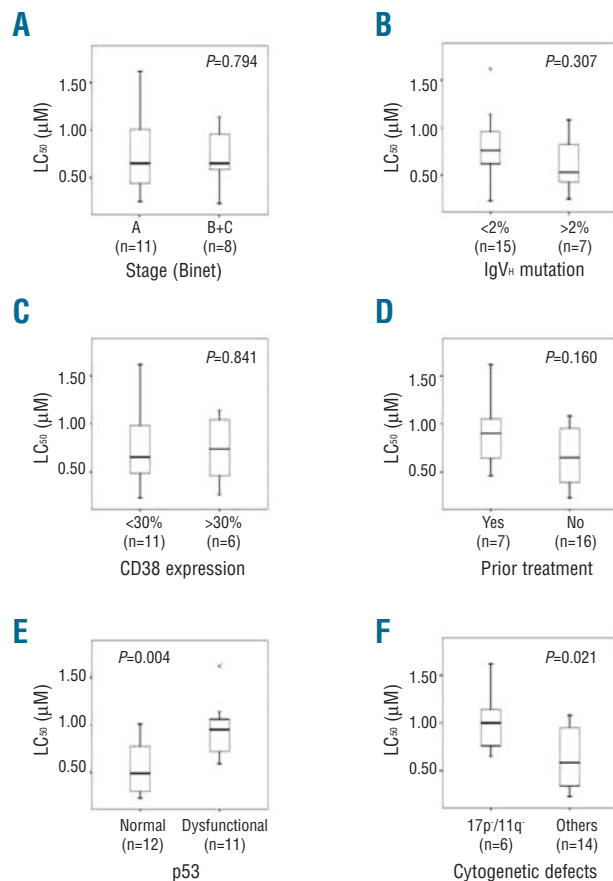 A
P=0.794
LC50 (μM)
1.50
1.00
0.50
A
(n=11)
B+C
(n=8)
Stage (Binet)
B
P=0.307
LC50 (μM)
1.50
1.00
0.50
<2%
(n=15)
>2%
(n=7)
IgVH mutation
C
P=0.841
LC50 (μM)
1.50
1.00
0.50
<30%
(n=11)
>30%
(n=6)
CD38 expression
D
P=0.160
LC50 (μM)
1.50
1.00
0.50
Yes
(n=7)
No
(n=16)
Prior treatment
E
P=0.004
LC50 (μM)
1.50
1.00
0.50
Normal
(n=12)
Dysfunctional
(n=11)
p53
F
P=0.021
LC50 (μM)
1.50
1.00
0.50
17p-/11q-
(n=6)
Others
(n=14)
Cytogenetic defects